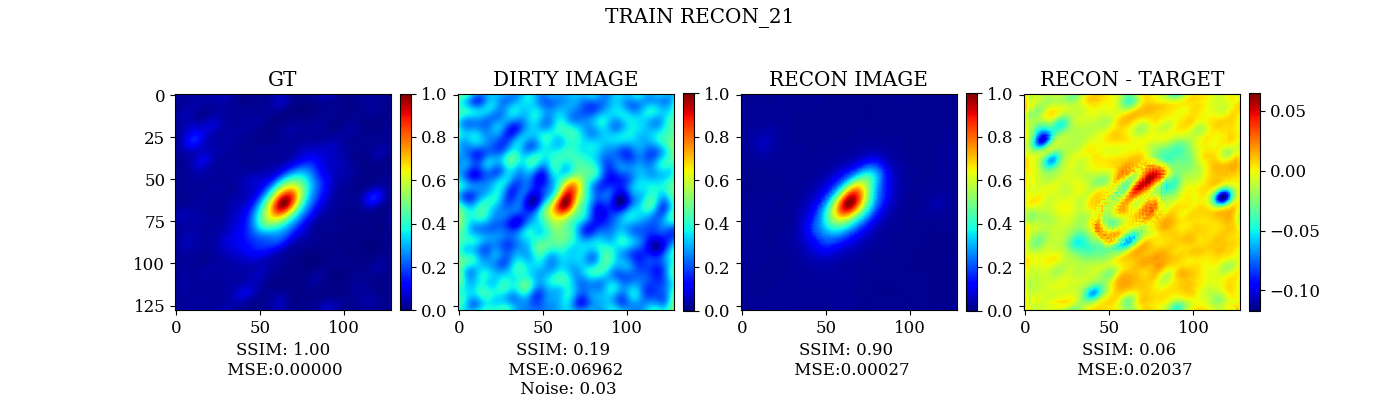 TRAIN RECON_21
GT
DIRTY IMAGE
RECON IMAGE
RECON - TARGET
0
25
50
75
100
125
0 50 100
1.0
0.8
0.6
0.4
0.2
0.0
0 50 100
1.0
0.8
0.6
0.4
0.2
0.0
0 50 100
1.0
0.8
0.6
0.4
0.2
0.0
0 50 100
0.05
0.00
−0.05
−0.10
SSIM: 1.00
MSE:0.00000
SSIM: 0.19
MSE:0.06962
Noise: 0.03
SSIM: 0.90
MSE:0.00027
SSIM: 0.06
MSE:0.02037